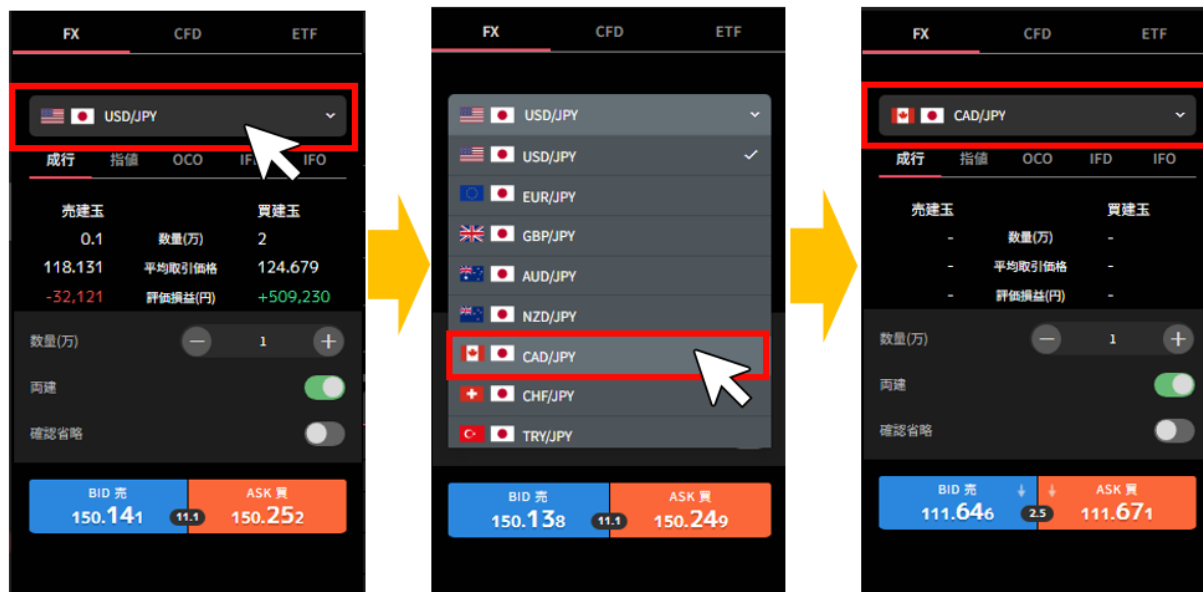 FX CFD ETF
USD/JPY
成行 指値 OCO IFO
売建玉 買建玉
0.1 数量(万) 2
118.131 平均取引価格 124.679
-32,121 評価損益(円) +509,230
数量(万) 1
両建
確認省略
BID 売 ASK 買
150.141 11.1 150.252
FX CFD ETF
USD/JPY
USD/JPY
EUR/JPY
GBP/JPY
AUD/JPY
NZD/JPY
CAD/JPY
CHF/JPY
TRY/JPY
BID 売 ASK 買
150.138 11.1 150.249
FX CFD ETF
CAD/JPY
成行 指値 OCO IFD IFO
売建玉 買建玉
- 数量(万) -
- 平均取引価格 -
- 評価損益(円) -
数量(万) 1
両建
確認省略
BID 売 ASK 買
111.646 2.5 111.671